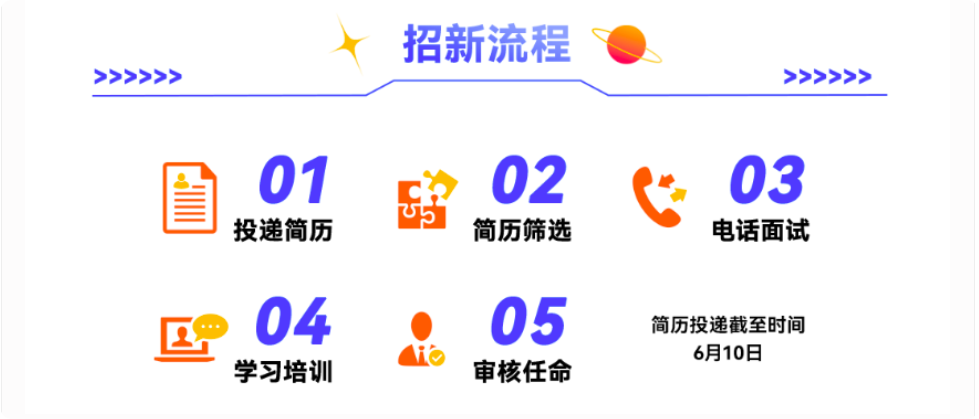 招新流程
>>>>>> >>>>>>
01 02 03
投递简历 简历筛选 电话面试
04 05
学习培训 审核任命
简历投递截至时间
6月10日